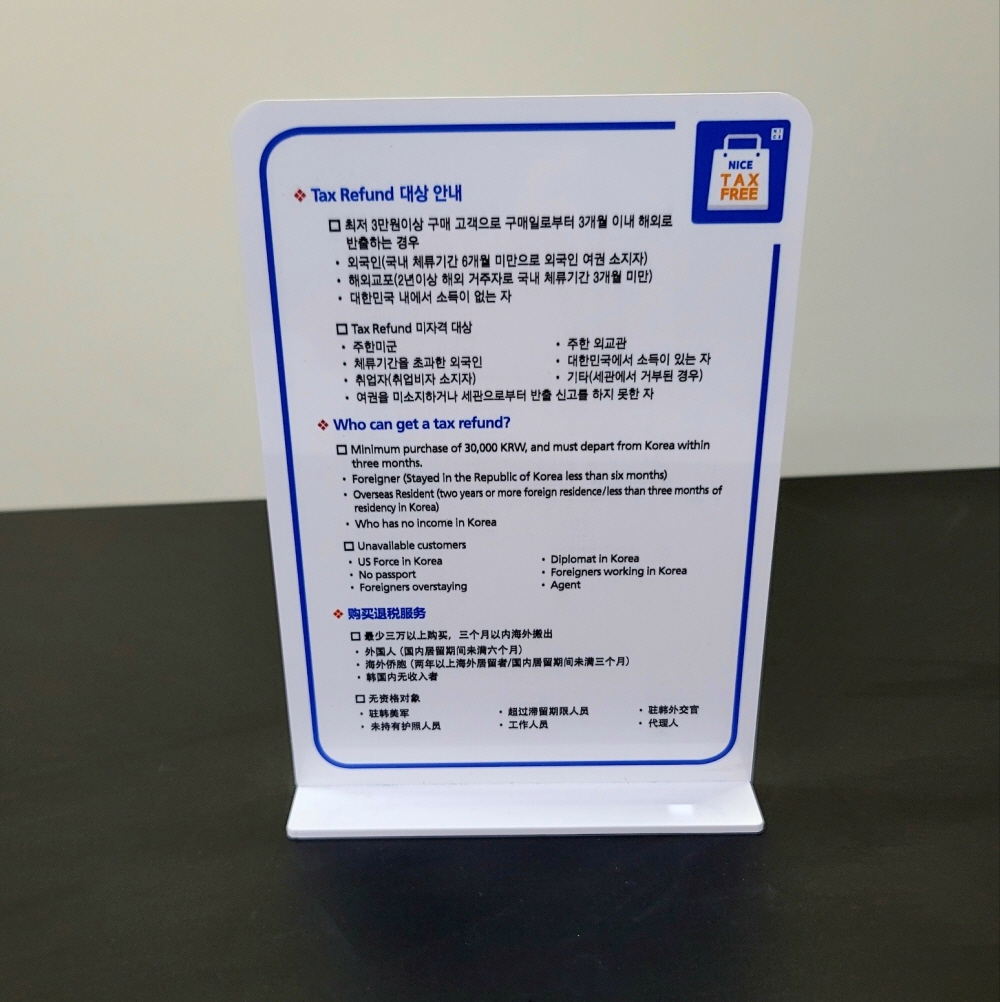 NICE
TAX
FREE
❖ Tax Refund 대상 안내
□ 최저 3만원이상 구매 고객으로 구매일로부터 3개월 이내 해외로
반출하는 경우
• 외국인(국내 체류기간 6개월 미만으로 외국인 여권 소지자)
• 해외교포(2년이상 해외 거주자로 국내 체류기간 3개월 미만)
• 대한민국 내에서 소득이 없는 자
□ Tax Refund 미자격 대상
• 주한미군 • 주한 외교관
• 체류기간을 초과한 외국인 • 대한민국에서 소득이 있는 자
• 취업자(취업비자 소지자) • 기타(세관에서 거부된 경우)
• 여권을 미소지하거나 세관으로부터 반출 신고를 하지 못한 자
❖ Who can get a tax refund?
□ Minimum purchase of 30,000 KRW, and must depart from Korea within
three months.
• Foreigner (Stayed in the Republic of Korea less than six months)
• Overseas Resident (two years or more foreign residence/less than three months of
residency in Korea)
• Who has no income in Korea
□ Unavailable customers
• US Force in Korea • Diplomat in Korea
• No passport • Foreigners working in Korea
• Foreigners overstaying • Agent
❖ 购买退税服务
□ 最少三万以上购买，三个月以内海外搬出
• 外国人 (国内居留期间未满六个月)
• 海外侨胞 (两年以上海外居留者/国内居留期间未满三个月)
• 韩国内无收入者
□ 无资格对象
• 驻韩美军 • 超过滞留期限人员 • 驻韩外交官
• 未持有护照人员 • 工作人员 • 代理人